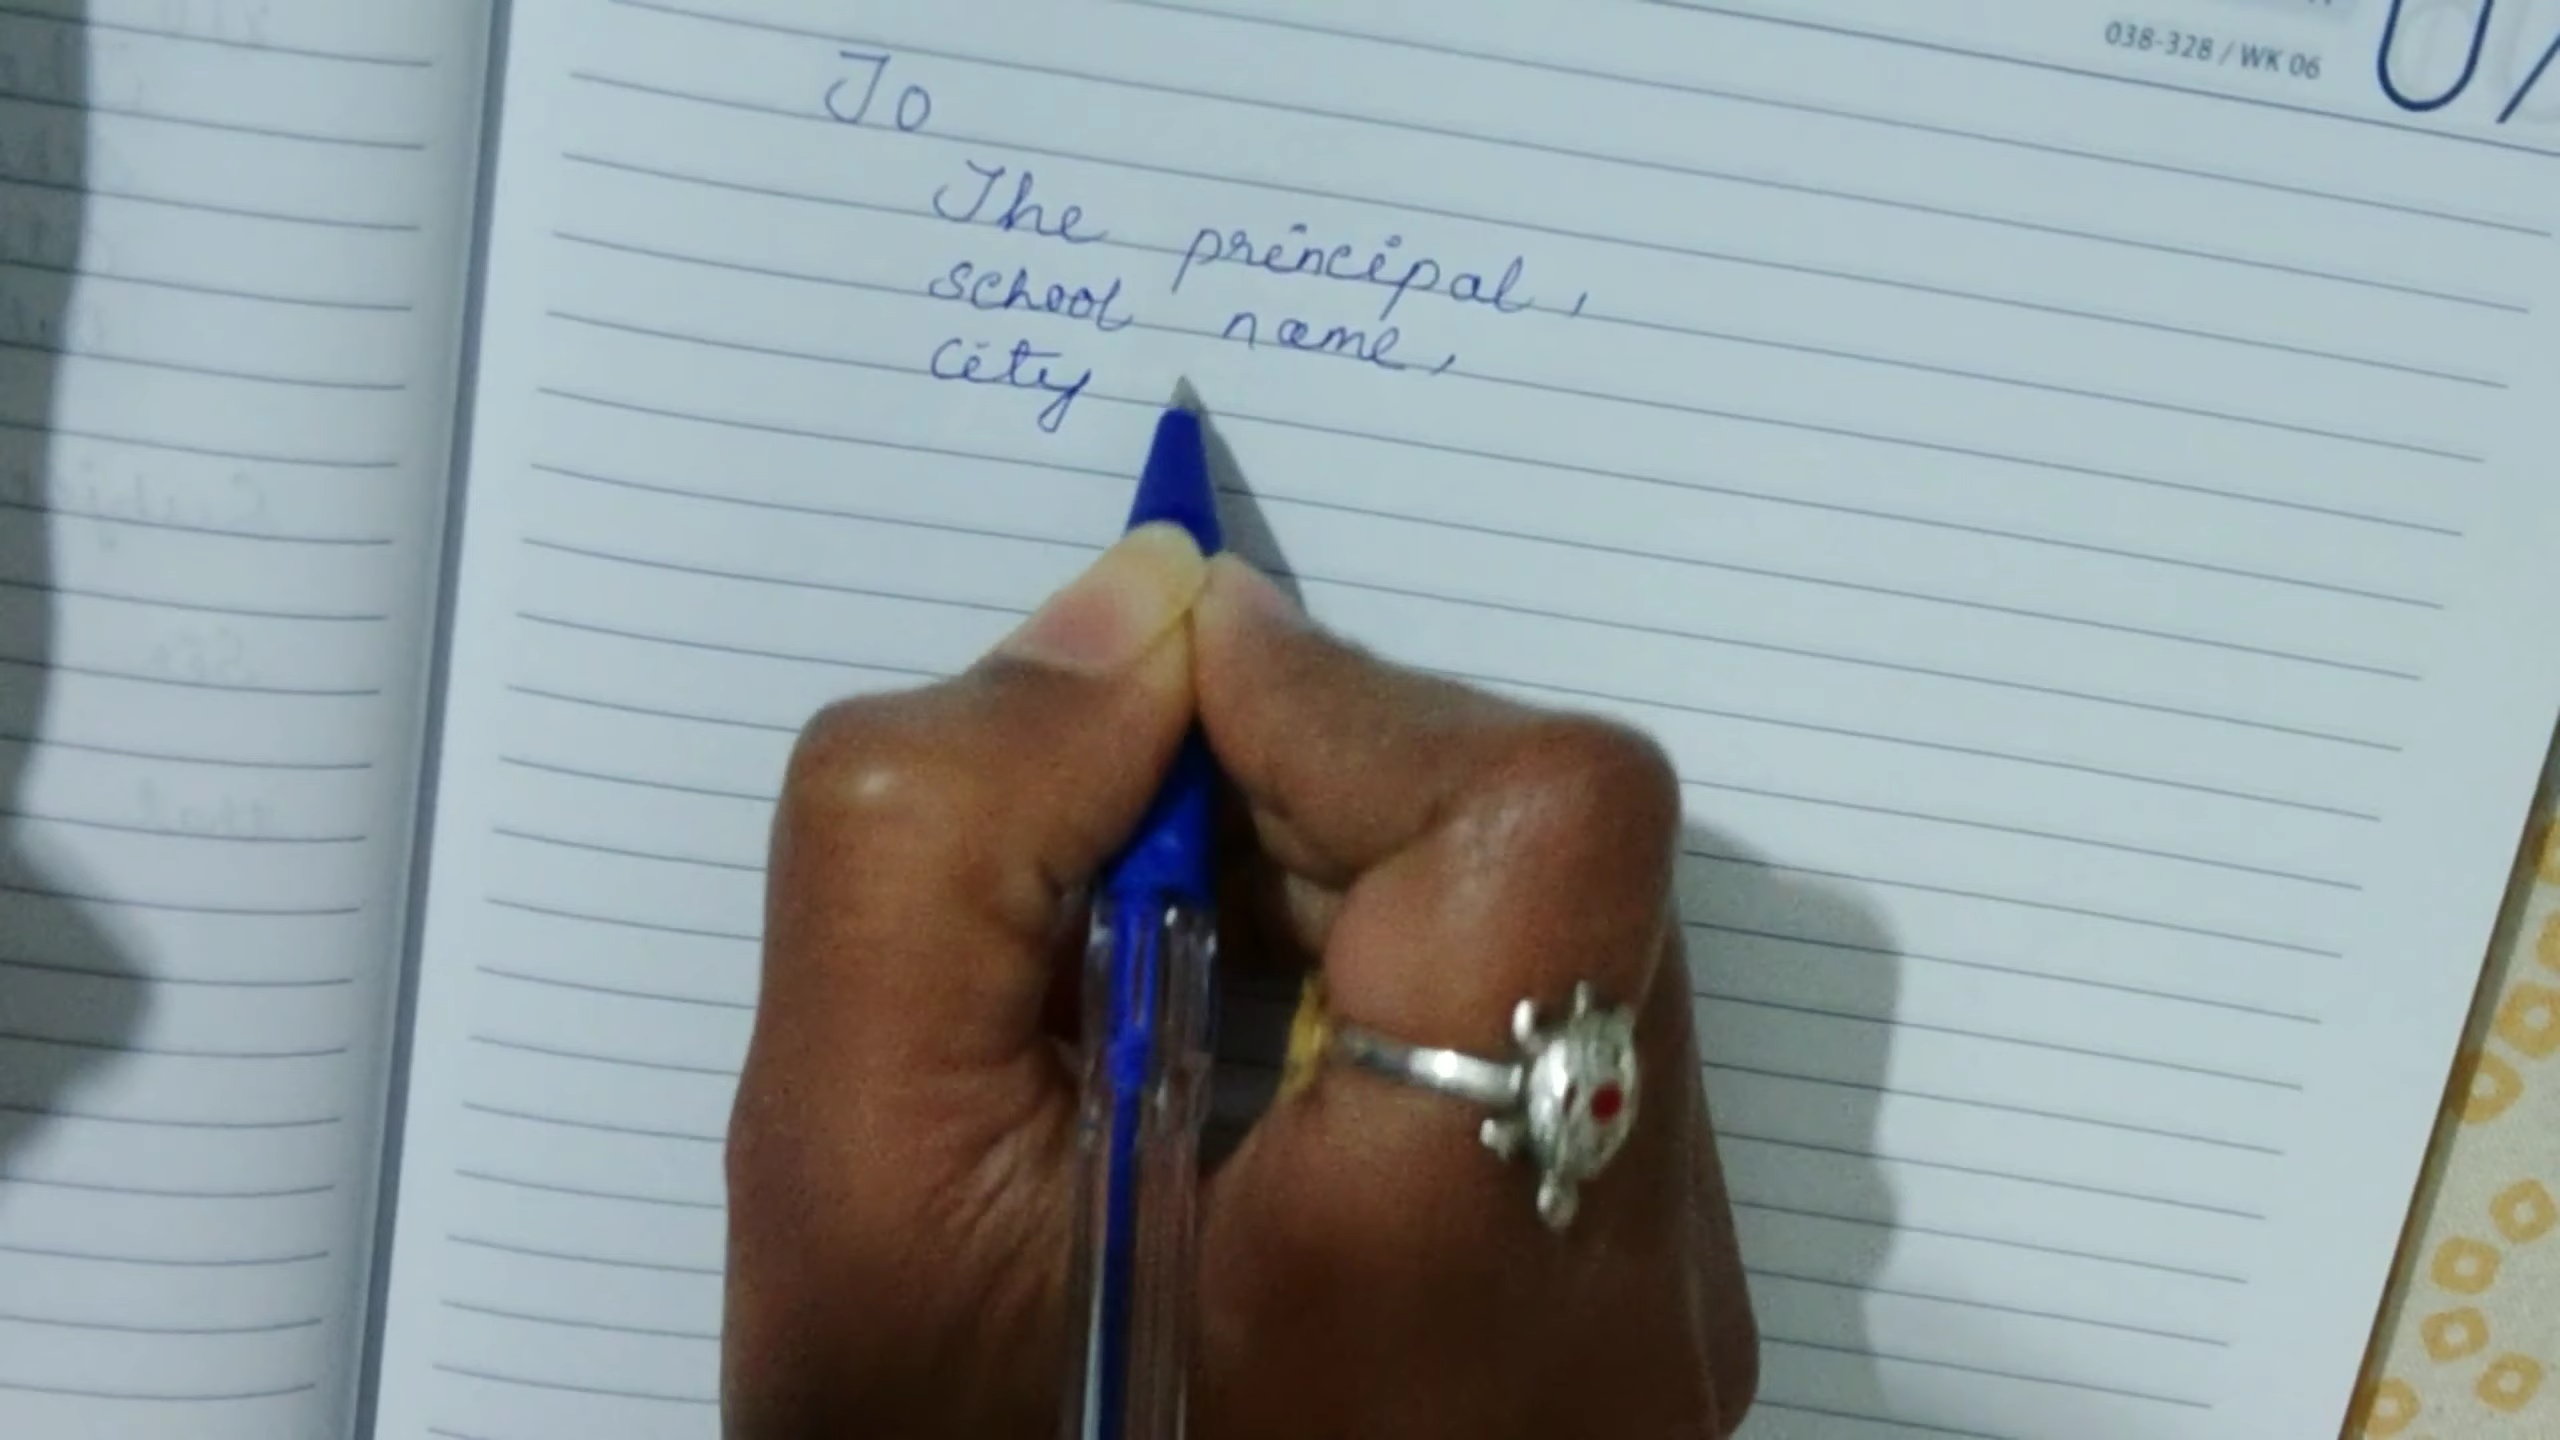 038-328 / WK 06
To
The principal,
school name,
City